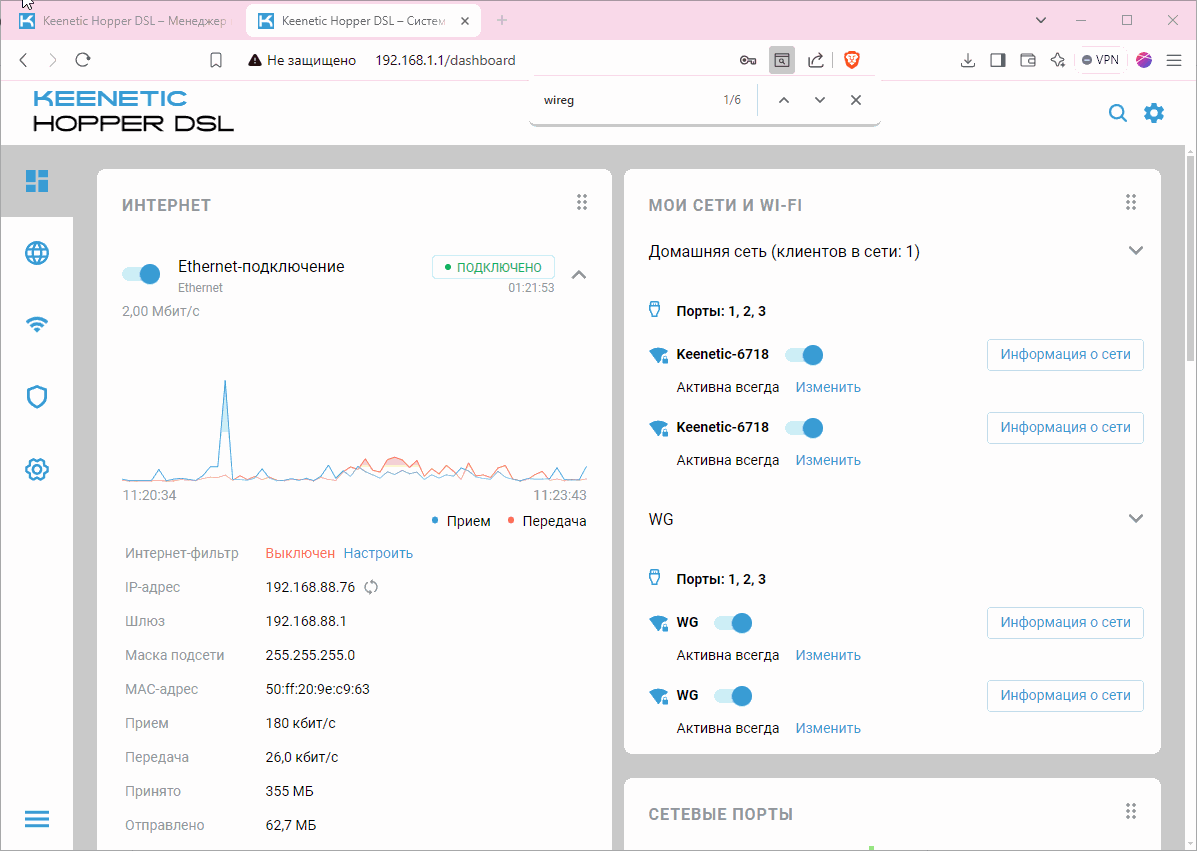 Keenetic Hopper DSL – Менеджер
Keenetic Hopper DSL – Систем
Не защищено
192.168.1.1/dashboard
VPN
wireg
1/6
KEENETIC
HOPPER DSL
ИНТЕРНЕТ
Ethernet-подключение
ПОДКЛЮЧЕНО
Ethernet
01:21:53
2,00 Мбит/с
11:20:34
11:23:43
Прием
Передача
Интернет-фильтр Выключен Настроить
IP-адрес 192.168.88.76
Шлюз 192.168.88.1
Маска подсети 255.255.255.0
MAC-адрес 50:ff:20:9e:c9:63
Прием 180 кбит/с
Передача 26,0 кбит/с
Принято 355 МБ
Отправлено 62,7 МБ
МОИ СЕТИ И WI-FI
Домашняя сеть (клиентов в сети: 1)
Порты: 1, 2, 3
Keenetic-6718
Информация о сети
Активна всегда Изменить
Keenetic-6718
Информация о сети
Активна всегда Изменить
WG
Порты: 1, 2, 3
WG
Информация о сети
Активна всегда Изменить
WG
Информация о сети
Активна всегда Изменить
СЕТЕВЫЕ ПОРТЫ